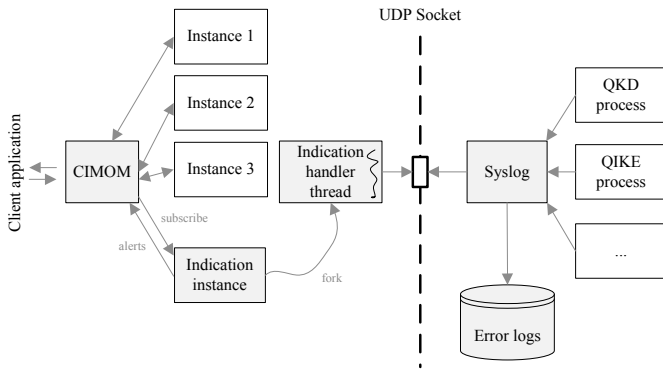 UDP Socket
Instance 1
Instance 2
Instance 3
Client application
CIMOM
subscribe
alerts
Indication
instance
fork
Indication
handler
thread
Syslog
QKD
process
QIKE
process
...
Error logs